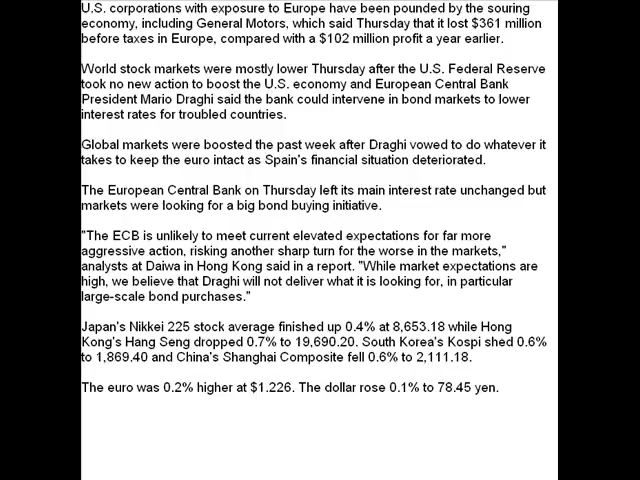 U.S. corporations with exposure to Europe have been pounded by the souring
economy, including General Motors, which said Thursday that it lost $361 million
before taxes in Europe, compared with a $102 million profit a year earlier.
World stock markets were mostly lower Thursday after the U.S. Federal Reserve
took no new action to boost the U.S. economy and European Central Bank
President Mario Draghi said the bank could intervene in bond markets to lower
interest rates for troubled countries.
Global markets were boosted the past week after Draghi vowed to do whatever it
takes to keep the euro intact as Spain's financial situation deteriorated.
The European Central Bank on Thursday left its main interest rate unchanged but
markets were looking for a big bond buying initiative.
"The ECB is unlikely to meet current elevated expectations for far more
aggressive action, risking another sharp turn for the worse in the markets,"
analysts at Daiwa in Hong Kong said in a report. "While market expectations are
high, we believe that Draghi will not deliver what it is looking for, in particular
large-scale bond purchases."
Japan's Nikkei 225 stock average finished up 0.4% at 8,653.18 while Hong
Kong's Hang Seng dropped 0.7% to 19,690.20. South Korea's Kospi shed 0.6%
to 1,869.40 and China's Shanghai Composite fell 0.6% to 2,111.18.
The euro was 0.2% higher at $1.226. The dollar rose 0.1% to 78.45 yen.